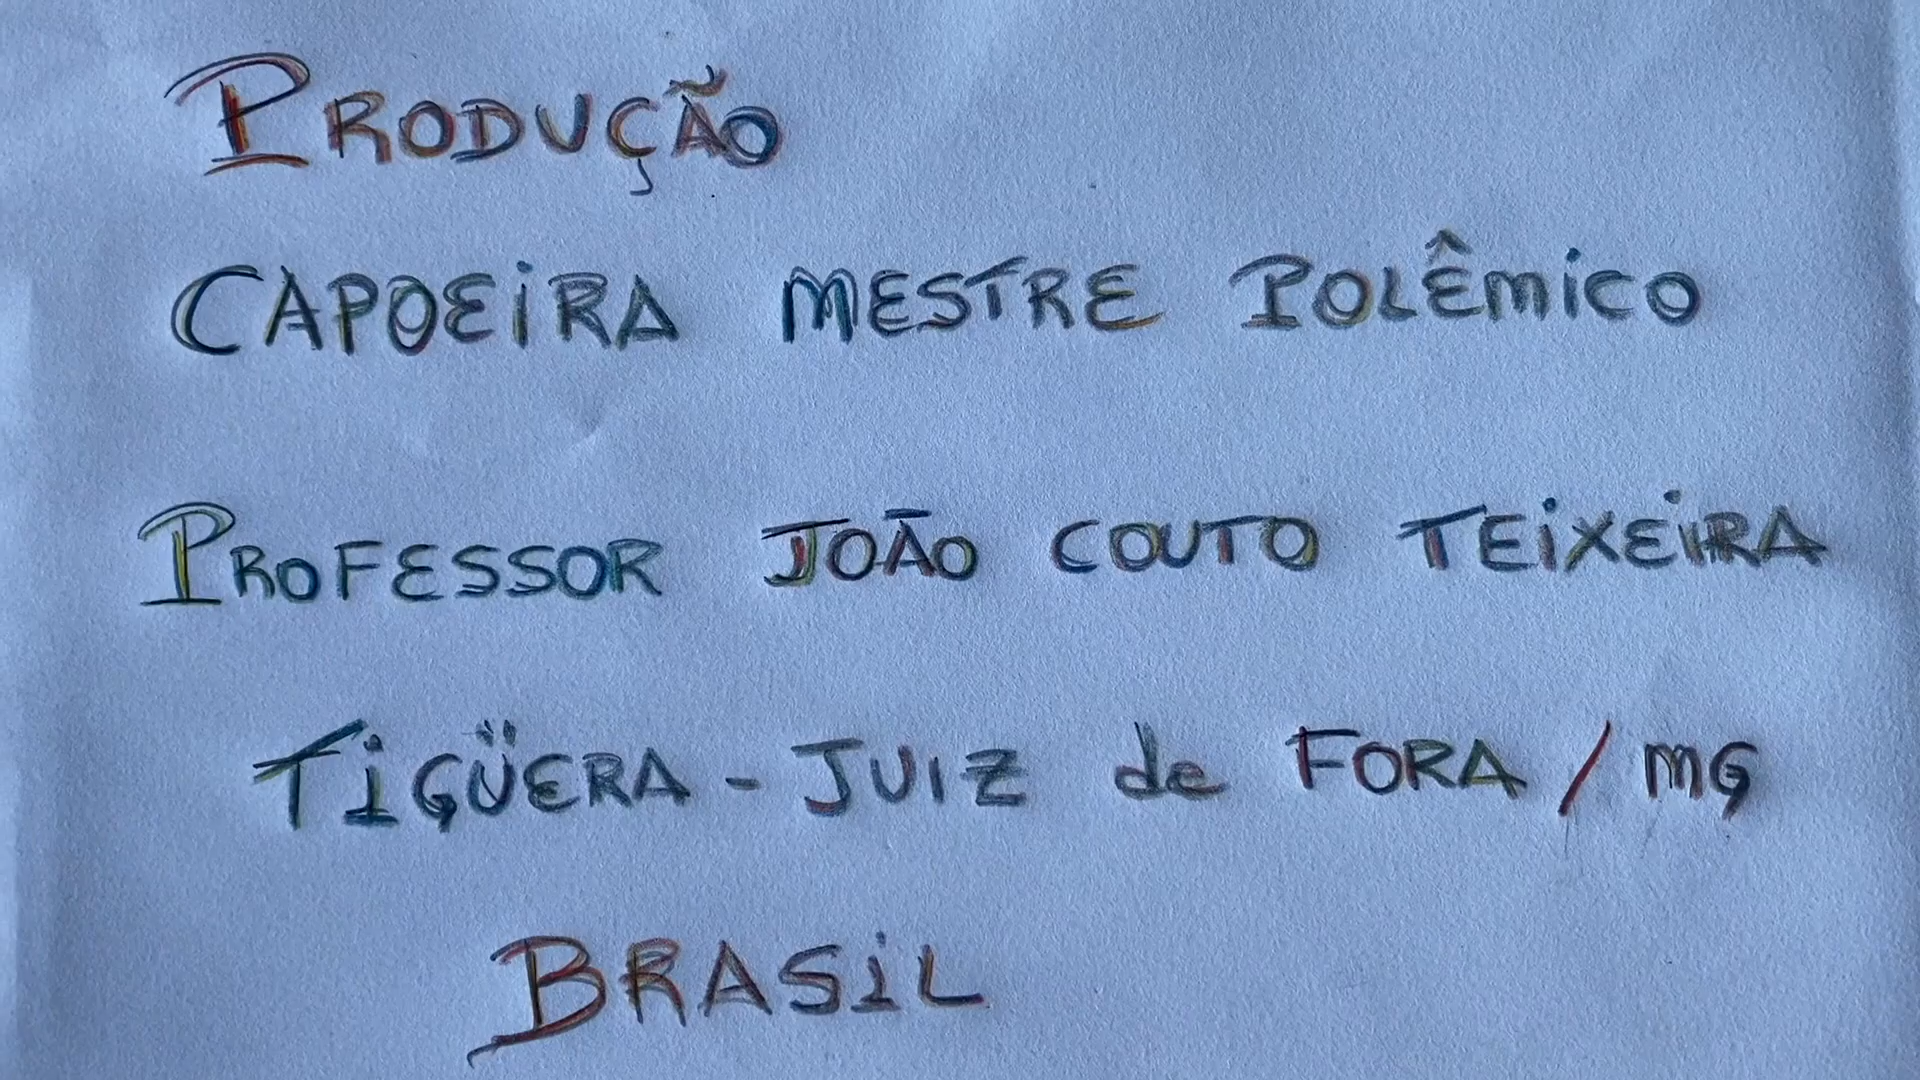 PRODUÇÃO
CAPOEIRA MESTRE POLÊMICO
PROFESSOR JOÃO COUTO TEIXEIRA
TIGÜERA - JUIZ de FORA / MG
BRASIL